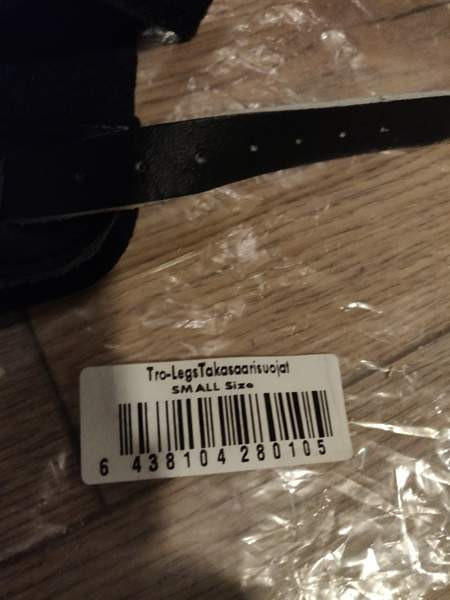 Tro-LegsTakasaarisuojat
SMALL Size
6 438104 280105